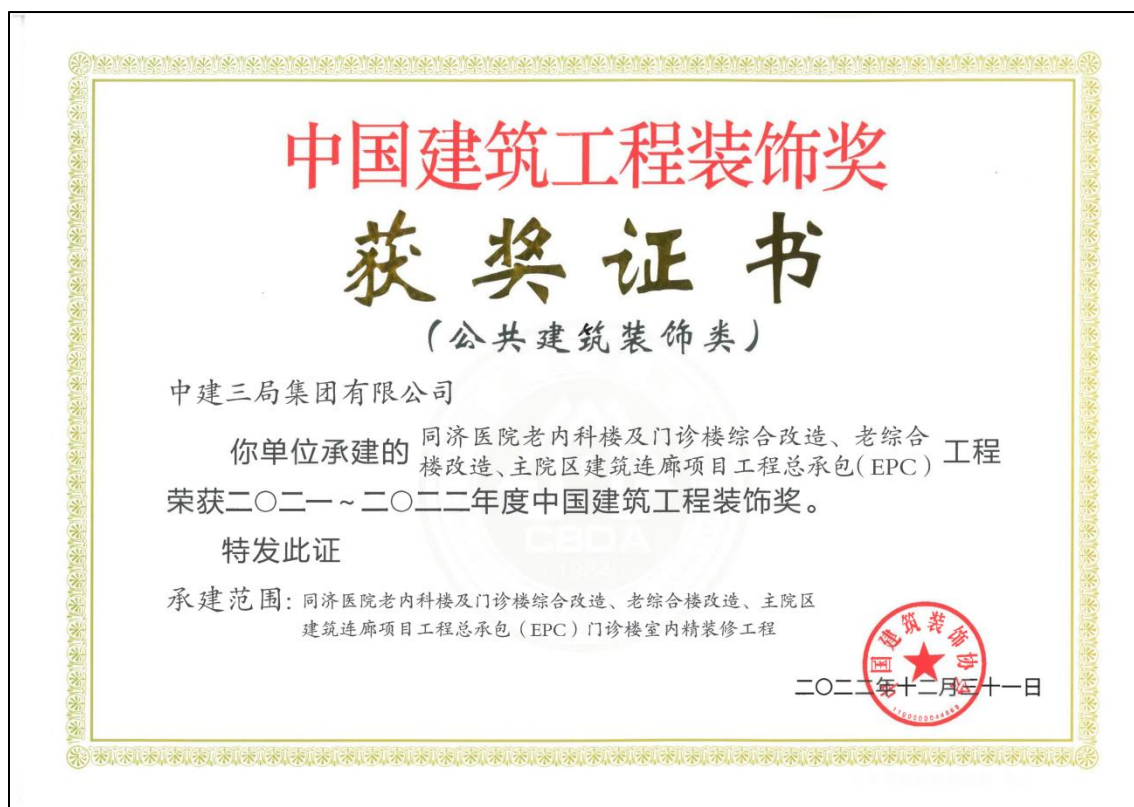 中国建筑工程装饰奖
获奖证书
(公共建筑装饰类)
中建三局集团有限公司
你单位承建的 同济医院老内科楼及门诊楼综合改造、老综合
楼改造、主院区建筑连廊项目工程总承包(EPC) 工程
荣获二〇二一~二〇二二年度中国建筑工程装饰奖。
特发此证
CBDA
1984
承建范围: 同济医院老内科楼及门诊楼综合改造、老综合楼改造、主院区
建筑连廊项目工程总承包(EPC)门诊楼室内精装修工程
中国建筑装饰协会
二〇二二年十二月三十一日